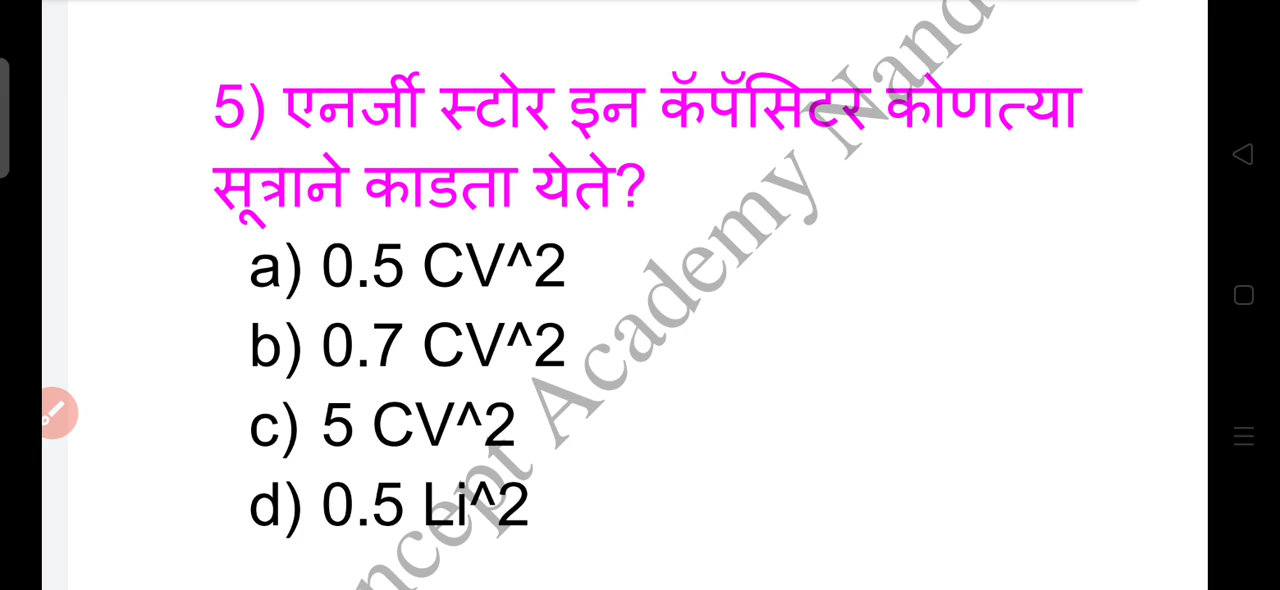 5) एनर्जी स्टोर इन कॅपॅसिटर कोणत्या
सूत्राने काडता येते?
a) 0.5 CV^2
b) 0.7 CV^2
c) 5 CV^2
d) 0.5 Li^2
Academy